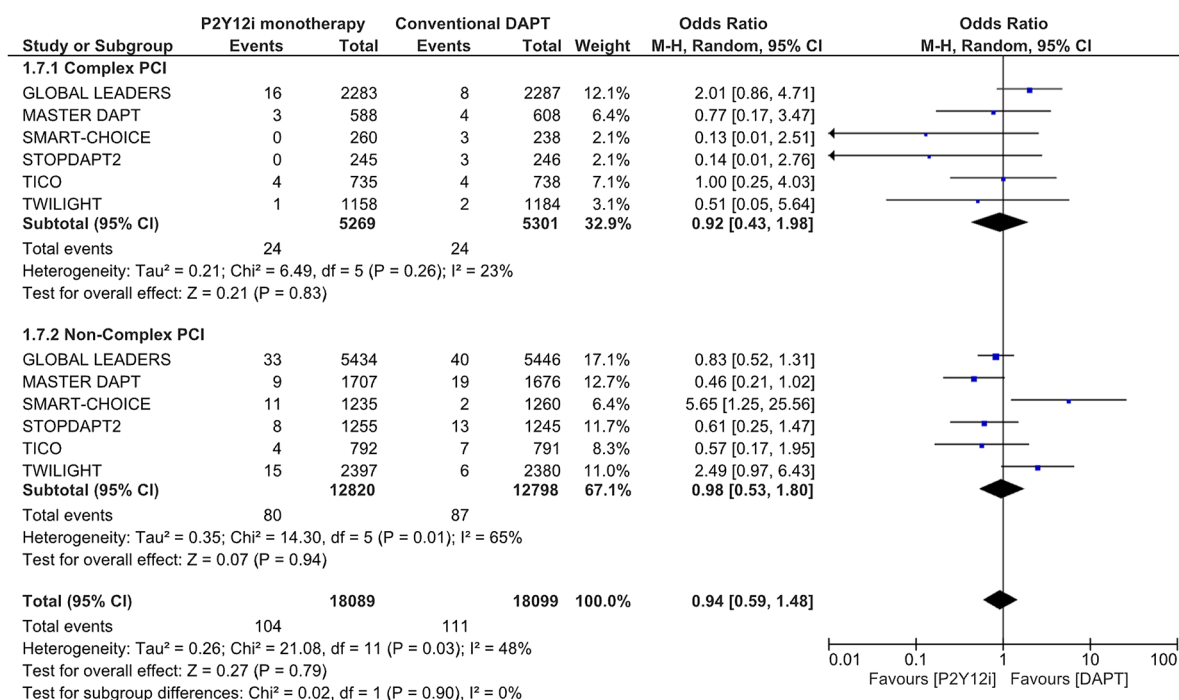 P2Y12i monotherapy Conventional DAPT Odds Ratio Odds Ratio
Study or Subgroup Events Total Events Total Weight M-H, Random, 95% CI M-H, Random, 95% CI
1.7.1 Complex PCI
GLOBAL LEADERS 16 2283 8 2287 12.1% 2.01 [0.86, 4.71]
MASTER DAPT 3 588 4 608 6.4% 0.77 [0.17, 3.47]
SMART-CHOICE 0 260 3 238 2.1% 0.13 [0.01, 2.51]
STOPDAPT2 0 245 3 246 2.1% 0.14 [0.01, 2.76]
TICO 4 735 4 738 7.1% 1.00 [0.25, 4.03]
TWILIGHT 1 1158 2 1184 3.1% 0.51 [0.05, 5.64]
Subtotal (95% CI) 5269 5301 32.9% 0.92 [0.43, 1.98]
Total events 24 24
Heterogeneity: Tau² = 0.21; Chi² = 6.49, df = 5 (P = 0.26); I² = 23%
Test for overall effect: Z = 0.21 (P = 0.83)
1.7.2 Non-Complex PCI
GLOBAL LEADERS 33 5434 40 5446 17.1% 0.83 [0.52, 1.31]
MASTER DAPT 9 1707 19 1676 12.7% 0.46 [0.21, 1.02]
SMART-CHOICE 11 1235 2 1260 6.4% 5.65 [1.25, 25.56]
STOPDAPT2 8 1255 13 1245 11.7% 0.61 [0.25, 1.47]
TICO 4 792 7 791 8.3% 0.57 [0.17, 1.95]
TWILIGHT 15 2397 6 2380 11.0% 2.49 [0.97, 6.43]
Subtotal (95% CI) 12820 12798 67.1% 0.98 [0.53, 1.80]
Total events 80 87
Heterogeneity: Tau² = 0.35; Chi² = 14.30, df = 5 (P = 0.01); I² = 65%
Test for overall effect: Z = 0.07 (P = 0.94)
Total (95% CI) 18089 18099 100.0% 0.94 [0.59, 1.48]
Total events 104 111
Heterogeneity: Tau² = 0.26; Chi² = 21.08, df = 11 (P = 0.03); I² = 48%
Test for overall effect: Z = 0.27 (P = 0.79)
Test for subgroup differences: Chi² = 0.02, df = 1 (P = 0.90), I² = 0%
0.01 0.1 1 10 100
Favours [P2Y12i] Favours [DAPT]